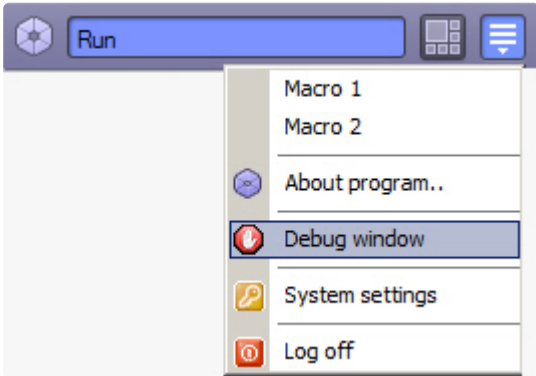 Run
Macro 1
Macro 2
About program..
Debug window
System settings
Log off